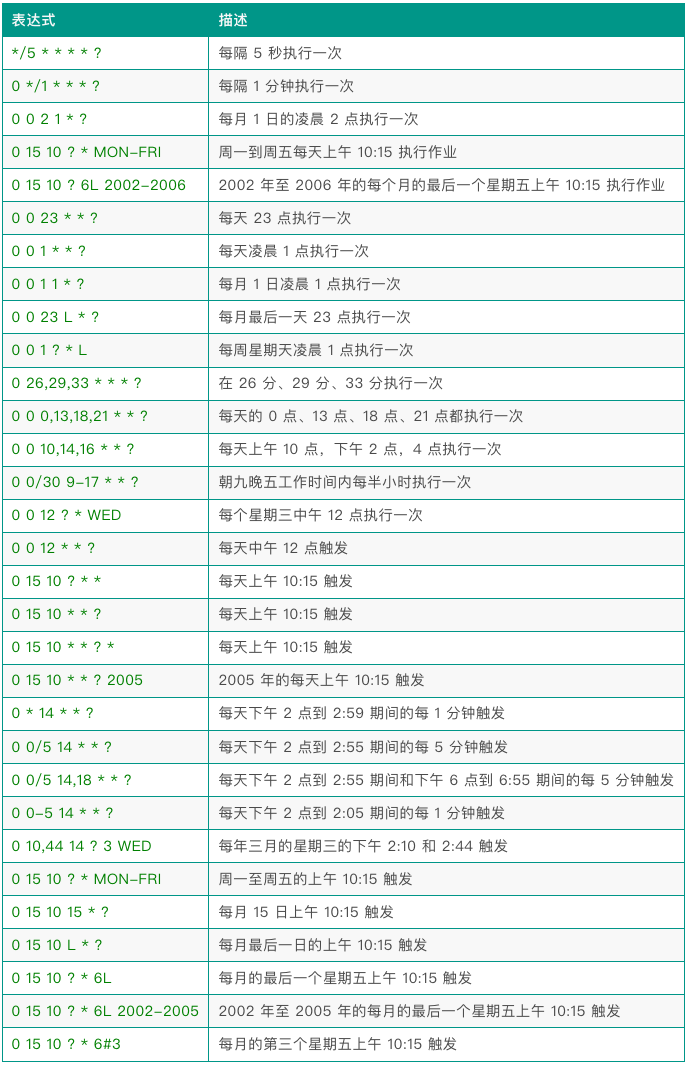 表达式 描述
*/5 * * * * ? 每隔 5 秒执行一次
0 */1 * * * ? 每隔 1 分钟执行一次
0 0 2 1 * ? 每月 1 日的凌晨 2 点执行一次
0 15 10 ? * MON-FRI 周一到周五每天上午 10:15 执行作业
0 15 10 ? 6L 2002-2006 2002 年至 2006 年的每个月的最后一个星期五上午 10:15 执行作业
0 0 23 * * ? 每天 23 点执行一次
0 0 1 * * ? 每天凌晨 1 点执行一次
0 0 1 1 * ? 每月 1 日凌晨 1 点执行一次
0 0 23 L * ? 每月最后一天 23 点执行一次
0 0 1 ? * L 每周星期天凌晨 1 点执行一次
0 26,29,33 * * * ? 在 26 分、29 分、33 分执行一次
0 0 0,13,18,21 * * ? 每天的 0 点、13 点、18 点、21 点都执行一次
0 0 10,14,16 * * ? 每天上午 10 点，下午 2 点，4 点执行一次
0 0/30 9-17 * * ? 朝九晚五工作时间内每半小时执行一次
0 0 12 ? * WED 每个星期三中午 12 点执行一次
0 0 12 * * ? 每天中午 12 点触发
0 15 10 ? * * 每天上午 10:15 触发
0 15 10 * * ? 每天上午 10:15 触发
0 15 10 * * ? * 每天上午 10:15 触发
0 15 10 * * ? 2005 2005 年的每天上午 10:15 触发
0 * 14 * * ? 每天下午 2 点到 2:59 期间的每 1 分钟触发
0 0/5 14 * * ? 每天下午 2 点到 2:55 期间的每 5 分钟触发
0 0/5 14,18 * * ? 每天下午 2 点到 2:55 期间和下午 6 点到 6:55 期间的每 5 分钟触发
0 0-5 14 * * ? 每天下午 2 点到 2:05 期间的每 1 分钟触发
0 10,44 14 ? 3 WED 每年三月的星期三的下午 2:10 和 2:44 触发
0 15 10 ? * MON-FRI 周一至周五的上午 10:15 触发
0 15 10 15 * ? 每月 15 日上午 10:15 触发
0 15 10 L * ? 每月最后一日的上午 10:15 触发
0 15 10 ? * 6L 每月的最后一个星期五上午 10:15 触发
0 15 10 ? * 6L 2002-2005 2002 年至 2005 年的每月的最后一个星期五上午 10:15 触发
0 15 10 ? * 6#3 每月的第三个星期五上午 10:15 触发